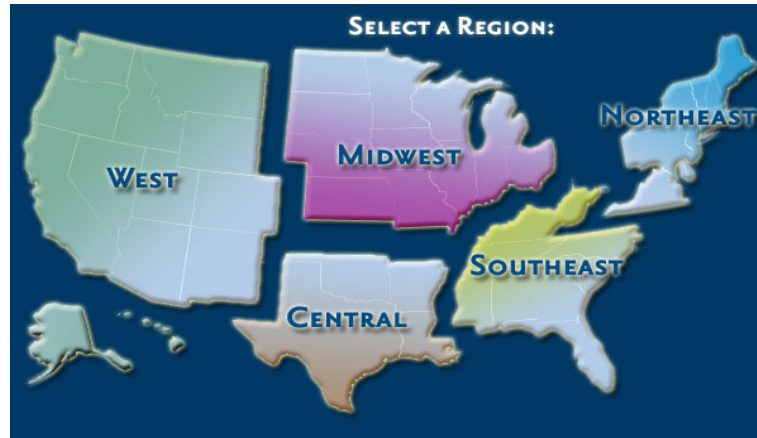 SELECT A REGION:
NORTHEAST
MIDWEST
WEST
SOUTHEAST
CENTRAL